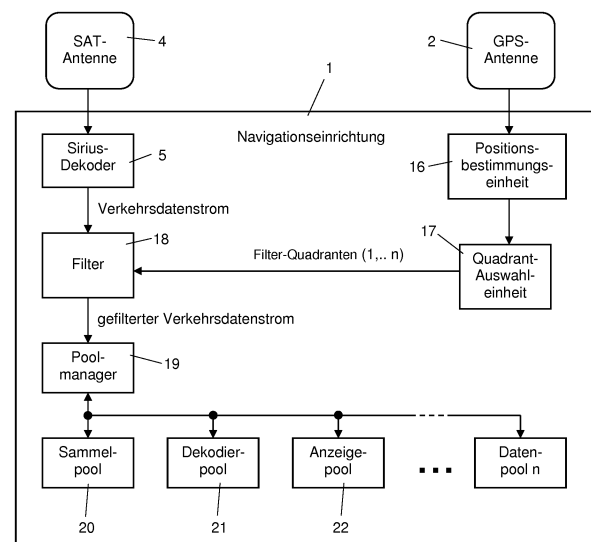 SAT-
Antenne
4
2
GPS-
Antenne
1
Sirius-
Dekoder
5
Navigationseinrichtung
16
Positions-
bestimmungs-
einheit
Verkehrsdatenstrom
Filter
18
Filter-Quadranten (1,.. n)
17
Quadrant-
Auswahl-
einheit
gefilterter Verkehrsdatenstrom
Pool-
manager
19
Sammel-
pool
Dekodier-
pool
Anzeige-
pool
...
Daten-
pool n
20
21
22